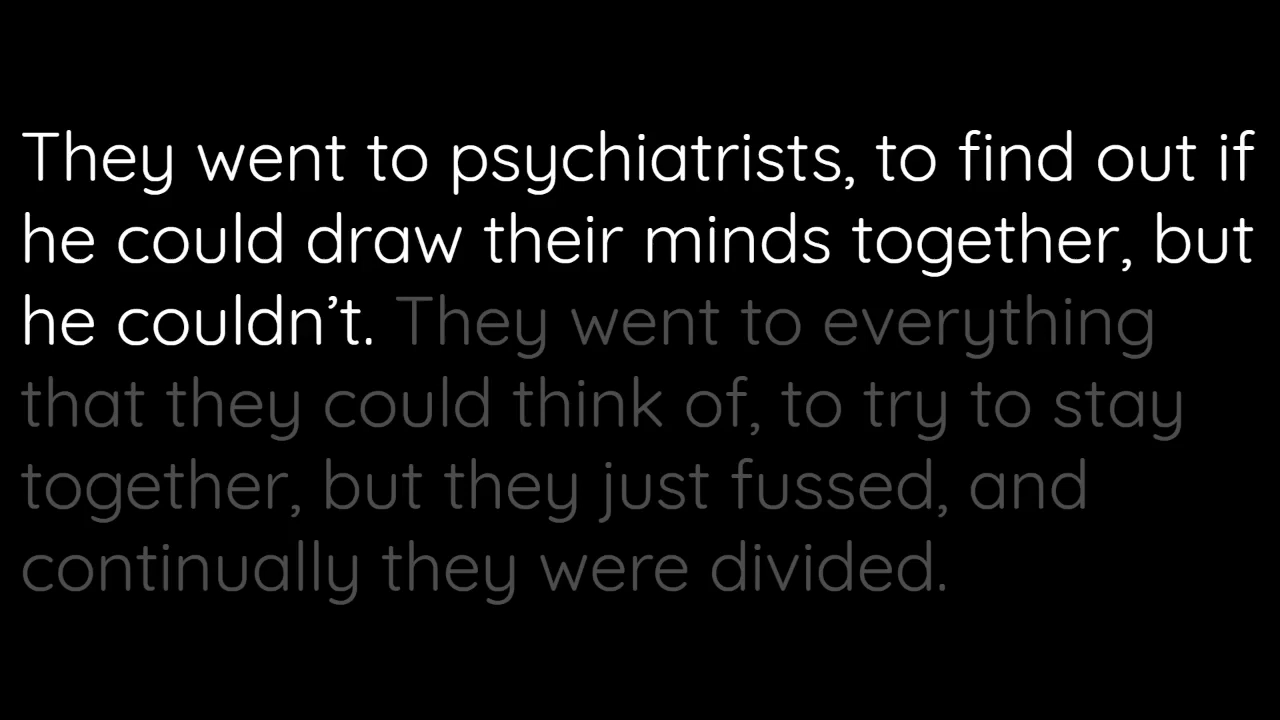 They went to psychiatrists, to find out if
he could draw their minds together, but
he couldn’t. They went to everything
that they could think of, to try to stay
together, but they just fussed, and
continually they were divided.